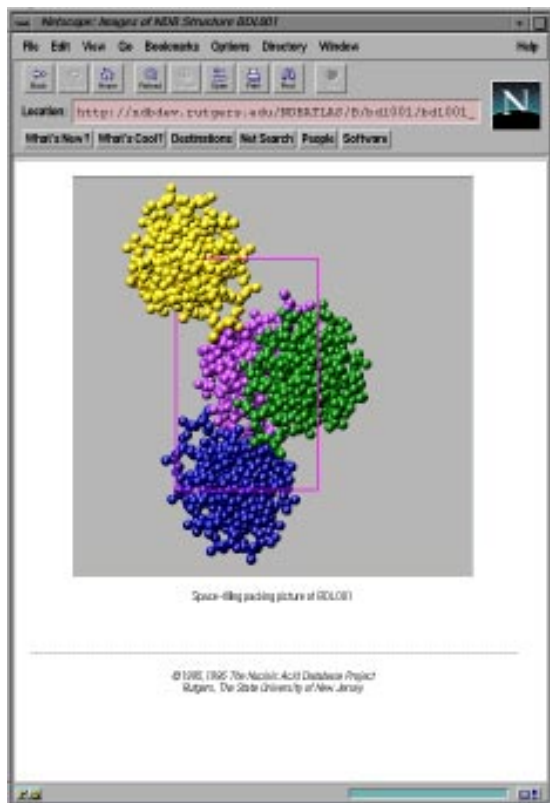 Netscape: Images of NDB Structure BDL001
File Edit View Go Bookmarks Options Directory Window Help
Back Home Reload Open Print Find
Location: http://ndbdev.rutgers.edu/NDBATLAS/B/bdl001/bdl001_
N
What's New? What's Cool? Destinations Net Search People Software
Space-filling packing picture of BDL001
©1995, 1996 The Nucleic Acid Database Project
Rutgers, The State University of New Jersey